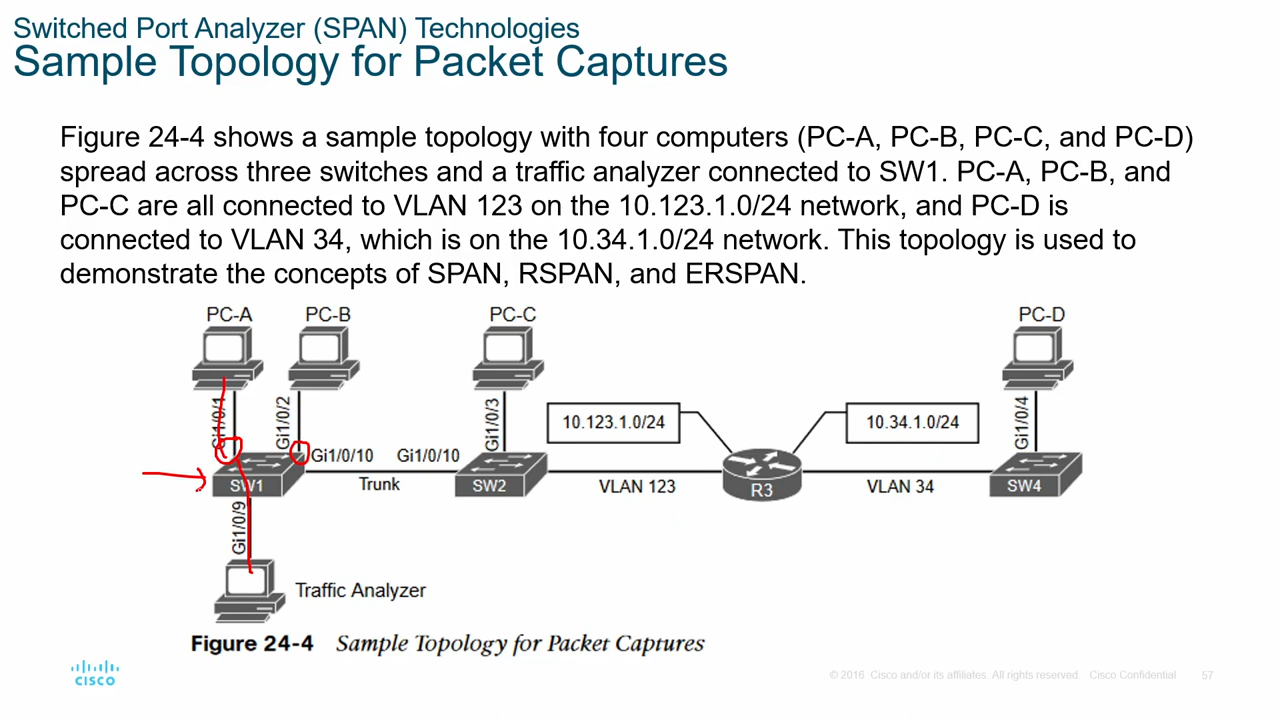 Switched Port Analyzer (SPAN) Technologies
Sample Topology for Packet Captures
Figure 24-4 shows a sample topology with four computers (PC-A, PC-B, PC-C, and PC-D)
spread across three switches and a traffic analyzer connected to SW1. PC-A, PC-B, and
PC-C are all connected to VLAN 123 on the 10.123.1.0/24 network, and PC-D is
connected to VLAN 34, which is on the 10.34.1.0/24 network. This topology is used to
demonstrate the concepts of SPAN, RSPAN, and ERSPAN.
PC-A
PC-B
PC-C
PC-D
Gi1/0/1
Gi1/0/2
Gi1/0/3
10.123.1.0/24
10.34.1.0/24
Gi1/0/4
Gi1/0/10
Gi1/0/10
SW1
Trunk
SW2
VLAN 123
R3
VLAN 34
SW4
Gi1/0/9
Traffic Analyzer
Figure 24-4 Sample Topology for Packet Captures
CISCO
© 2016 Cisco and/or its affiliates. All rights reserved. Cisco Confidential
57